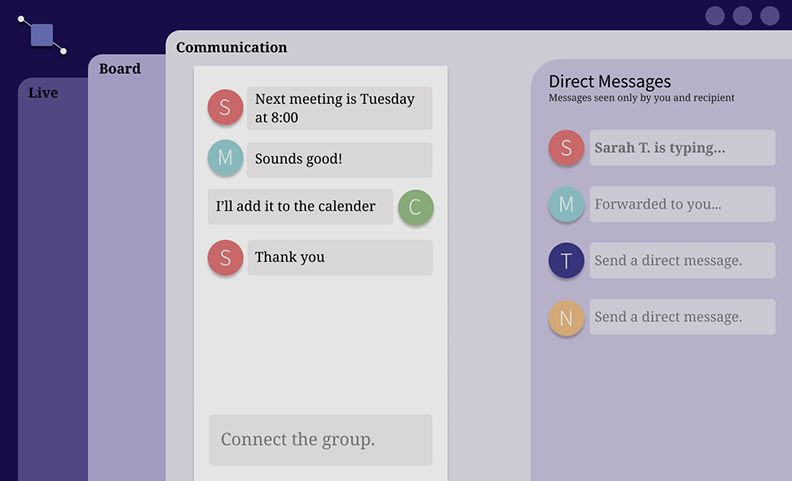 Communication
Board
Live
S
Next meeting is Tuesday
at 8:00
M
Sounds good!
I'll add it to the calender
C
S
Thank you
Connect the group.
Direct Messages
Messages seen only by you and recipient
S
Sarah T. is typing...
M
Forwarded to you...
T
Send a direct message.
N
Send a direct message.